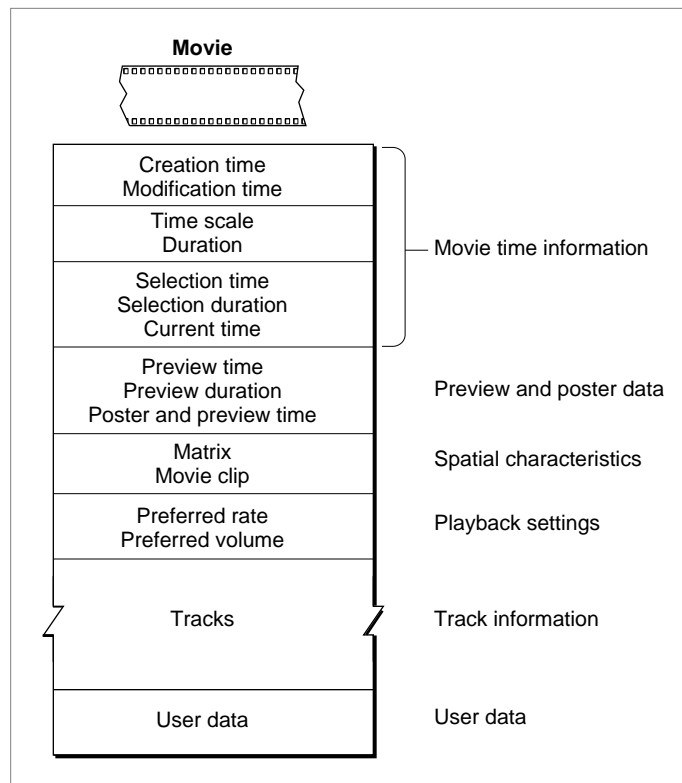 Movie
Creation time
Modification time
Time scale
Duration
Movie time information
Selection time
Selection duration
Current time
Preview time
Preview duration
Poster and preview time
Preview and poster data
Matrix
Movie clip
Spatial characteristics
Preferred rate
Preferred volume
Playback settings
Tracks
Track information
User data
User data